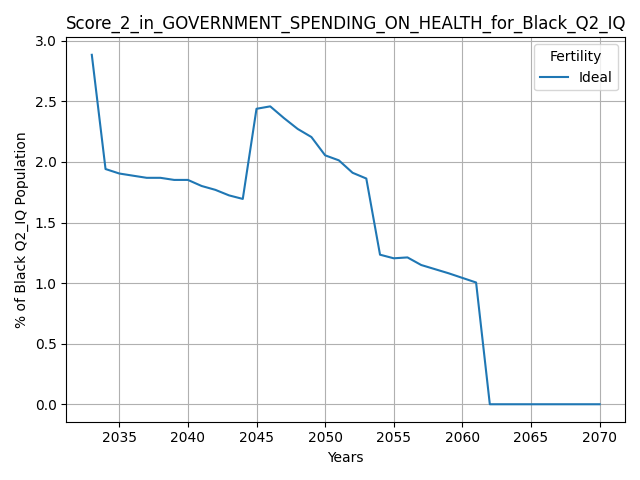 Score_2_in_GOVERNMENT_SPENDING_ON_HEALTH_for_Black_Q2_IQ
Fertility
Ideal
% of Black Q2_IQ Population
3.0
2.5
2.0
1.5
1.0
0.5
0.0
2035 2040 2045 2050 2055 2060 2065 2070
Years